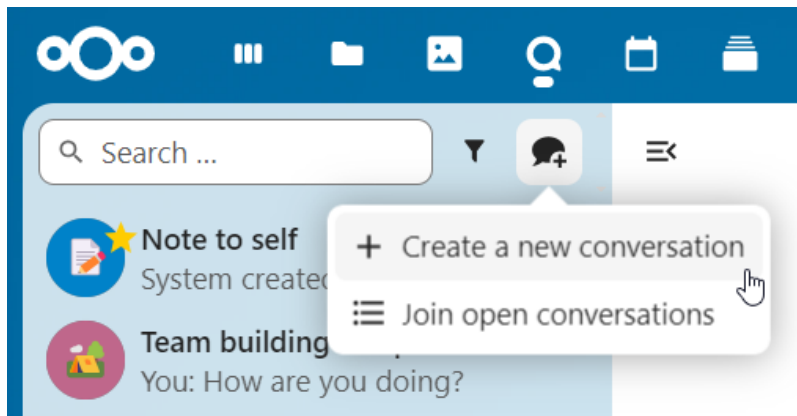 Search ...
Note to self
System created
Create a new conversation
Join open conversations
Team building
You: How are you doing?